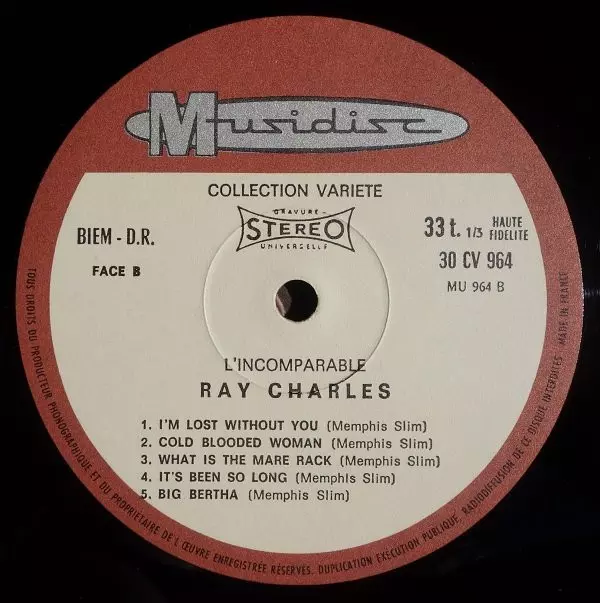 Musidisc
COLLECTION VARIETE
GRAVURE
STEREO
UNIVERSELLE
BIEM - D.R.
FACE B
33 t. 1/3 HAUTE FIDELITE
30 CV 964
MU 964 B
L'INCOMPARABLE
RAY CHARLES
1. I'M LOST WITHOUT YOU (Memphis Slim)
2. COLD BLOODED WOMAN (Memphis Slim)
3. WHAT IS THE MARE RACK (Memphis Slim)
4. IT'S BEEN SO LONG (Memphis Slim)
5. BIG BERTHA (Memphis Slim)
TOUS DROITS DU PRODUCTEUR PHONOGRAPHIQUE ET DU PROPRIETAIRE DE L'ŒUVRE ENREGISTRÉE RÉSERVÉS. DUPLICATION EXECUTION PUBLIQUE, RADIODIFFUSION DE CE DISQUE INTERDITES - MADE IN FRANCE